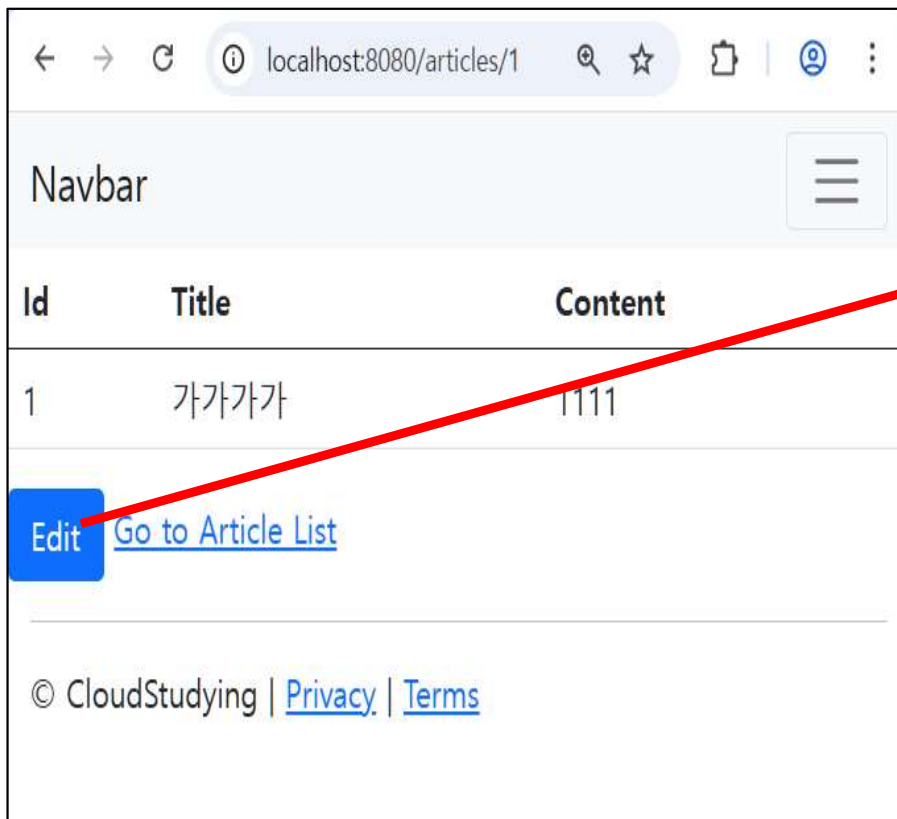 localhost:8080/articles/1
Navbar
Id Title Content
1 가가가가 1111
Edit Go to Article List
© CloudStudying | Privacy | Terms